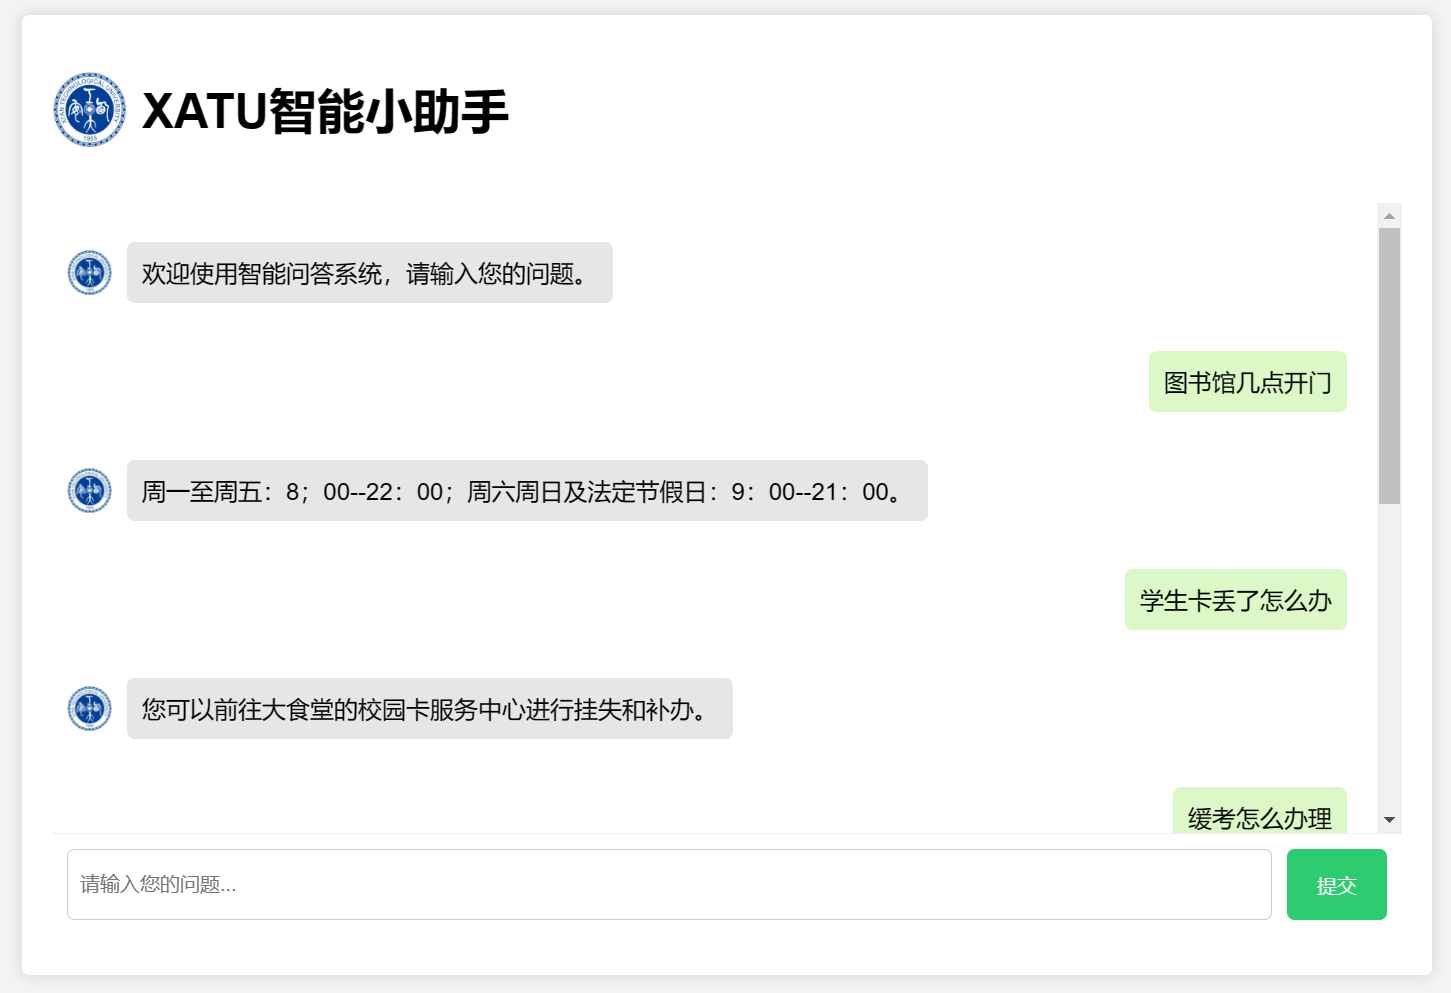 XI'AN TECHNOLOGICAL UNIVERSITY
1955
XATU智能小助手
欢迎使用智能问答系统，请输入您的问题。
图书馆几点开门
周一至周五：8；00--22：00；周六周日及法定节假日：9：00--21：00。
学生卡丢了怎么办
您可以前往大食堂的校园卡服务中心进行挂失和补办。
缓考怎么办理
请输入您的问题...
提交